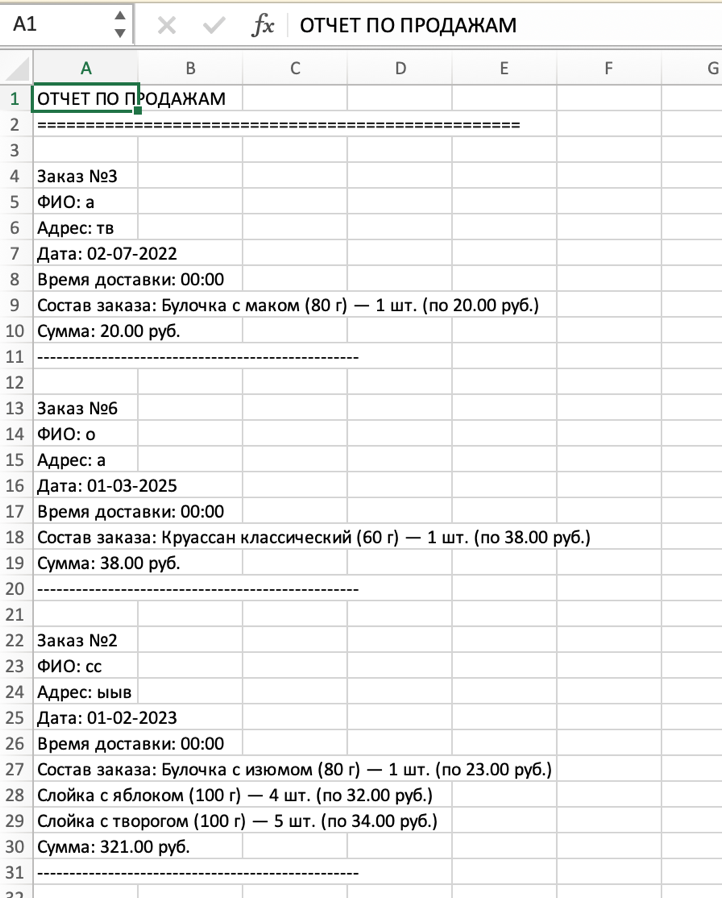 A1 fx ОТЧЕТ ПО ПРОДАЖАМ
A B C D E F G
1 ОТЧЕТ ПО ПРОДАЖАМ
2 ==================================================
3
4 Заказ №3
5 ФИО: а
6 Адрес: тв
7 Дата: 02-07-2022
8 Время доставки: 00:00
9 Состав заказа: Булочка с маком (80 г) — 1 шт. (по 20.00 руб.)
10 Сумма: 20.00 руб.
11 --------------------------------------------------
12
13 Заказ №6
14 ФИО: о
15 Адрес: а
16 Дата: 01-03-2025
17 Время доставки: 00:00
18 Состав заказа: Круассан классический (60 г) — 1 шт. (по 38.00 руб.)
19 Сумма: 38.00 руб.
20 --------------------------------------------------
21
22 Заказ №2
23 ФИО: сс
24 Адрес: ыыв
25 Дата: 01-02-2023
26 Время доставки: 00:00
27 Состав заказа: Булочка с изюмом (80 г) — 1 шт. (по 23.00 руб.)
28 Слойка с яблоком (100 г) — 4 шт. (по 32.00 руб.)
29 Слойка с творогом (100 г) — 5 шт. (по 34.00 руб.)
30 Сумма: 321.00 руб.
31 --------------------------------------------------